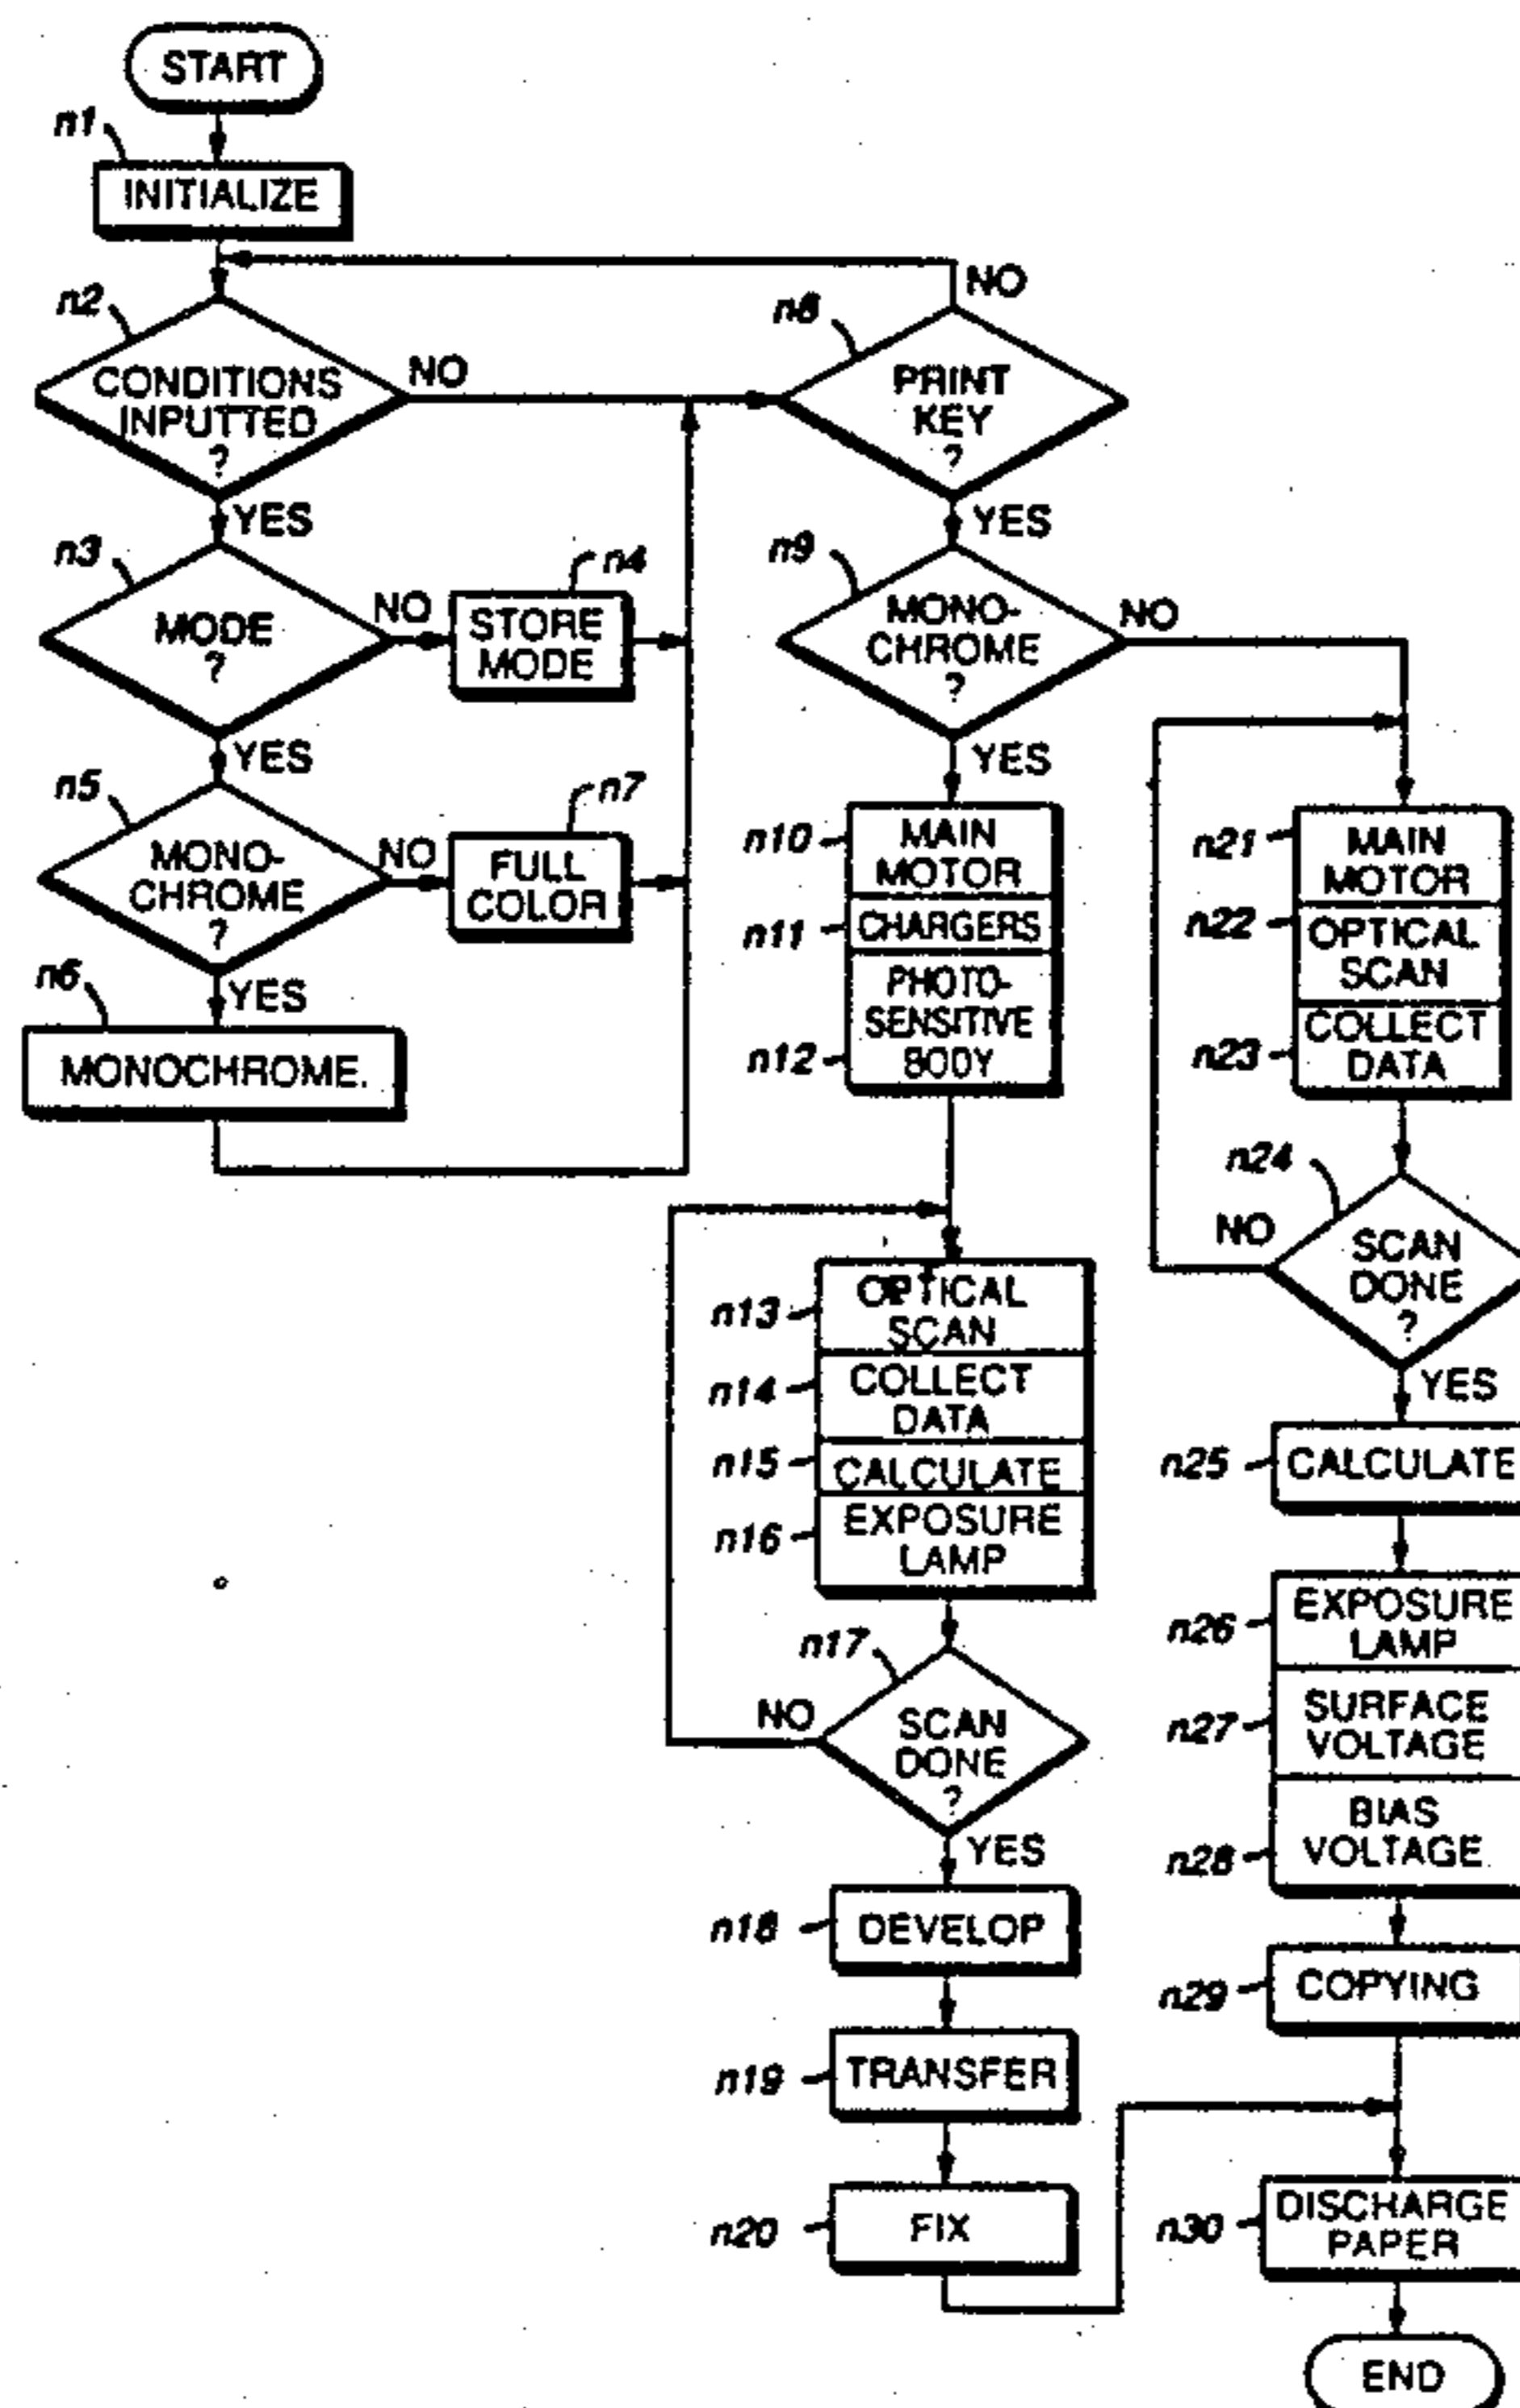 START
n1
INITIALIZE
n2
CONDITIONS
INPUTTED
?
NO
YES
n3
MODE
?
NO
n4
STORE
MODE
YES
n5
MONO-
CHROME
?
NO
n7
FULL
COLOR
YES
n6
MONOCHROME.
NO
n8
PRINT
KEY
?
YES
n9
MONO-
CHROME
?
NO
YES
n10
MAIN
MOTOR
n11
CHARGERS
n12
PHOTO-
SENSITIVE
BODY
n13
OPTICAL
SCAN
n14
COLLECT
DATA
n15
CALCULATE
n16
EXPOSURE
LAMP
n17
NO
SCAN
DONE
?
YES
n18
DEVELOP
n19
TRANSFER
n20
FIX
n21
MAIN
MOTOR
n22
OPTICAL
SCAN
n23
COLLECT
DATA
n24
NO
SCAN
DONE
?
YES
n25
CALCULATE
n26
EXPOSURE
LAMP
n27
SURFACE
VOLTAGE
n28
BIAS
VOLTAGE
n29
COPYING
n30
DISCHARGE
PAPER
END